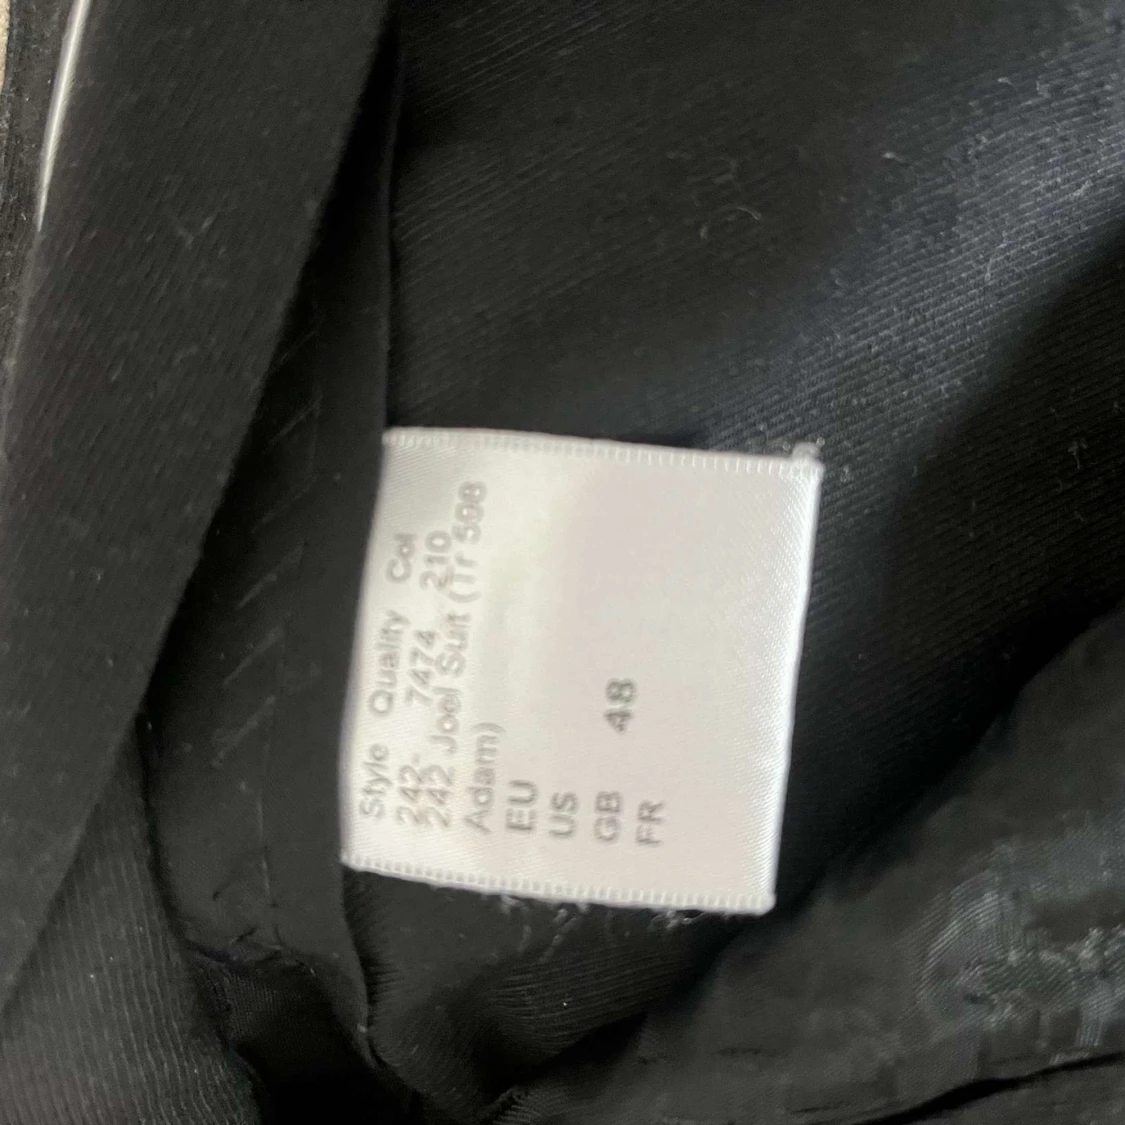 Style Quality Col
242- 7474 210
242 Joel Suit (Tr 598
Adam)
EU
US
GB 48
FR